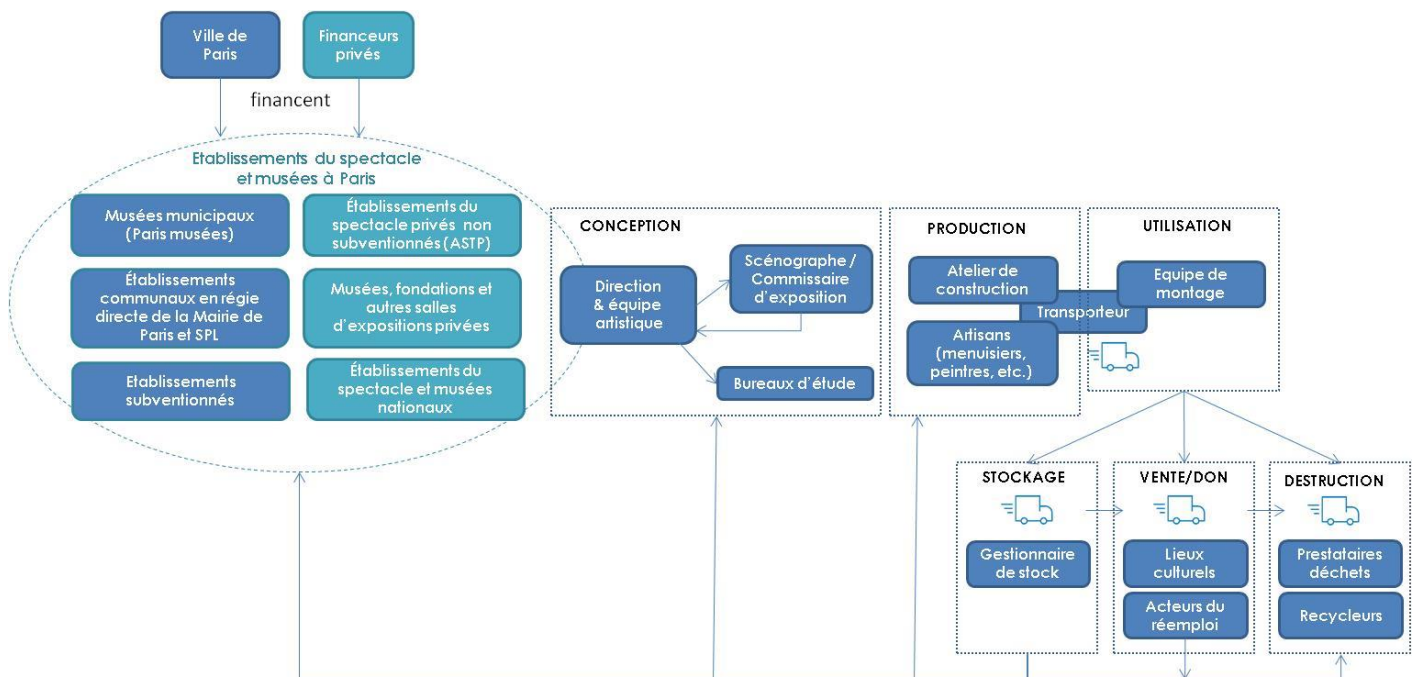 Ville de
Paris
Financeurs
privés
financent
Etablissements du spectacle
et musées à Paris
Musées municipaux
(Paris musées)
Établissements du
spectacle privés non
subventionnés (ASTP)
Établissements
communaux en régie
directe de la Mairie de
Paris et SPL
Musées, fondations et
autres salles
d'expositions privées
Etablissements
subventionnés
Établissements du
spectacle et musées
nationaux
CONCEPTION
Direction
& équipe
artistique
Scénographe /
Commissaire
d'exposition
Bureaux d'étude
PRODUCTION
Atelier de
construction
Transporteur
Artisans
(menuisiers,
peintres, etc.)
UTILISATION
Equipe de
montage
STOCKAGE
Gestionnaire
de stock
VENTE/DON
Lieux
culturels
Acteurs du
réemploi
DESTRUCTION
Prestataires
déchets
Recycleurs